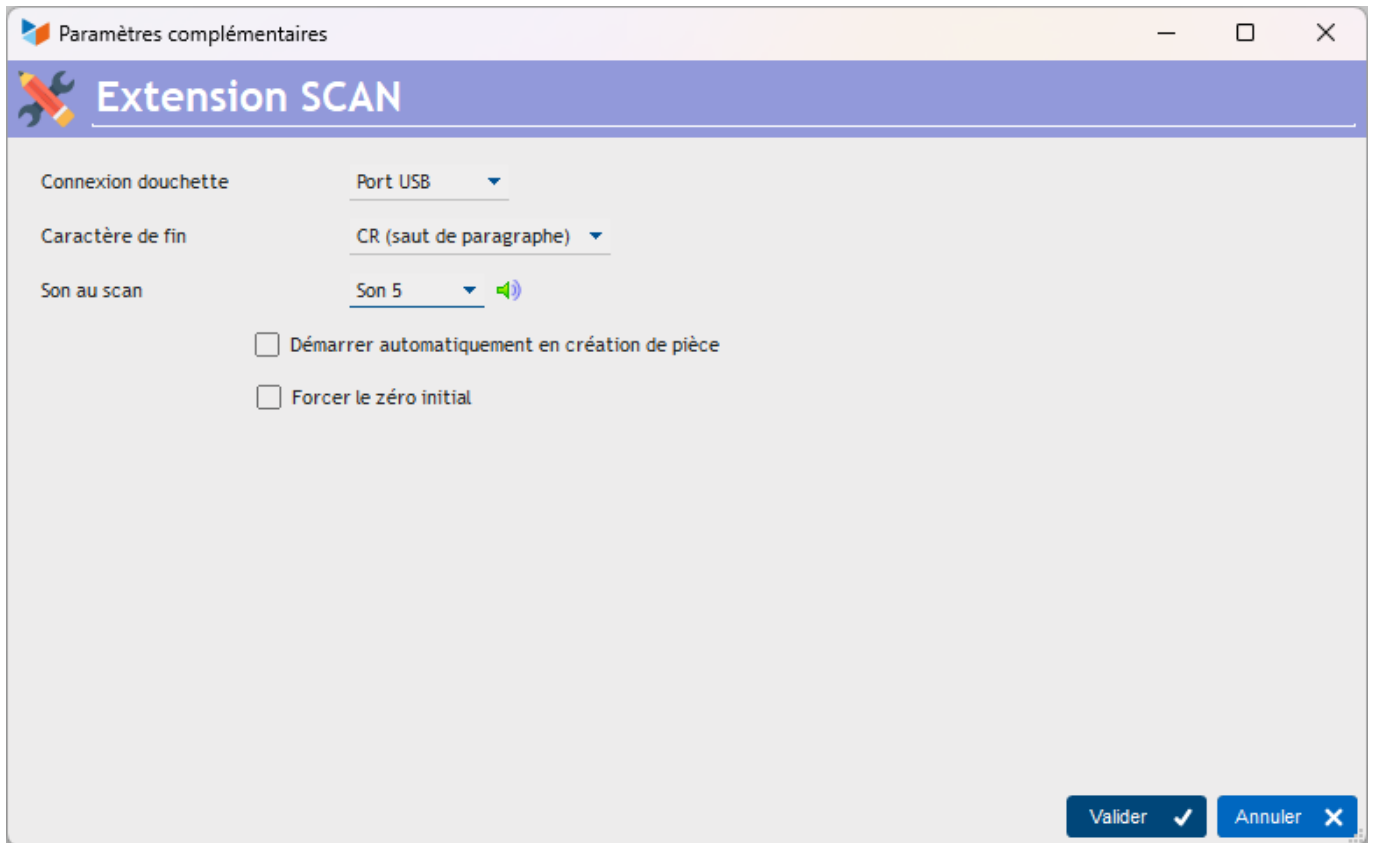 Paramètres complémentaires
Extension SCAN
Connexion douchette Port USB
Caractère de fin CR (saut de paragraphe)
Son au scan Son 5
Démarrer automatiquement en création de pièce
Forcer le zéro initial
Valider Annuler